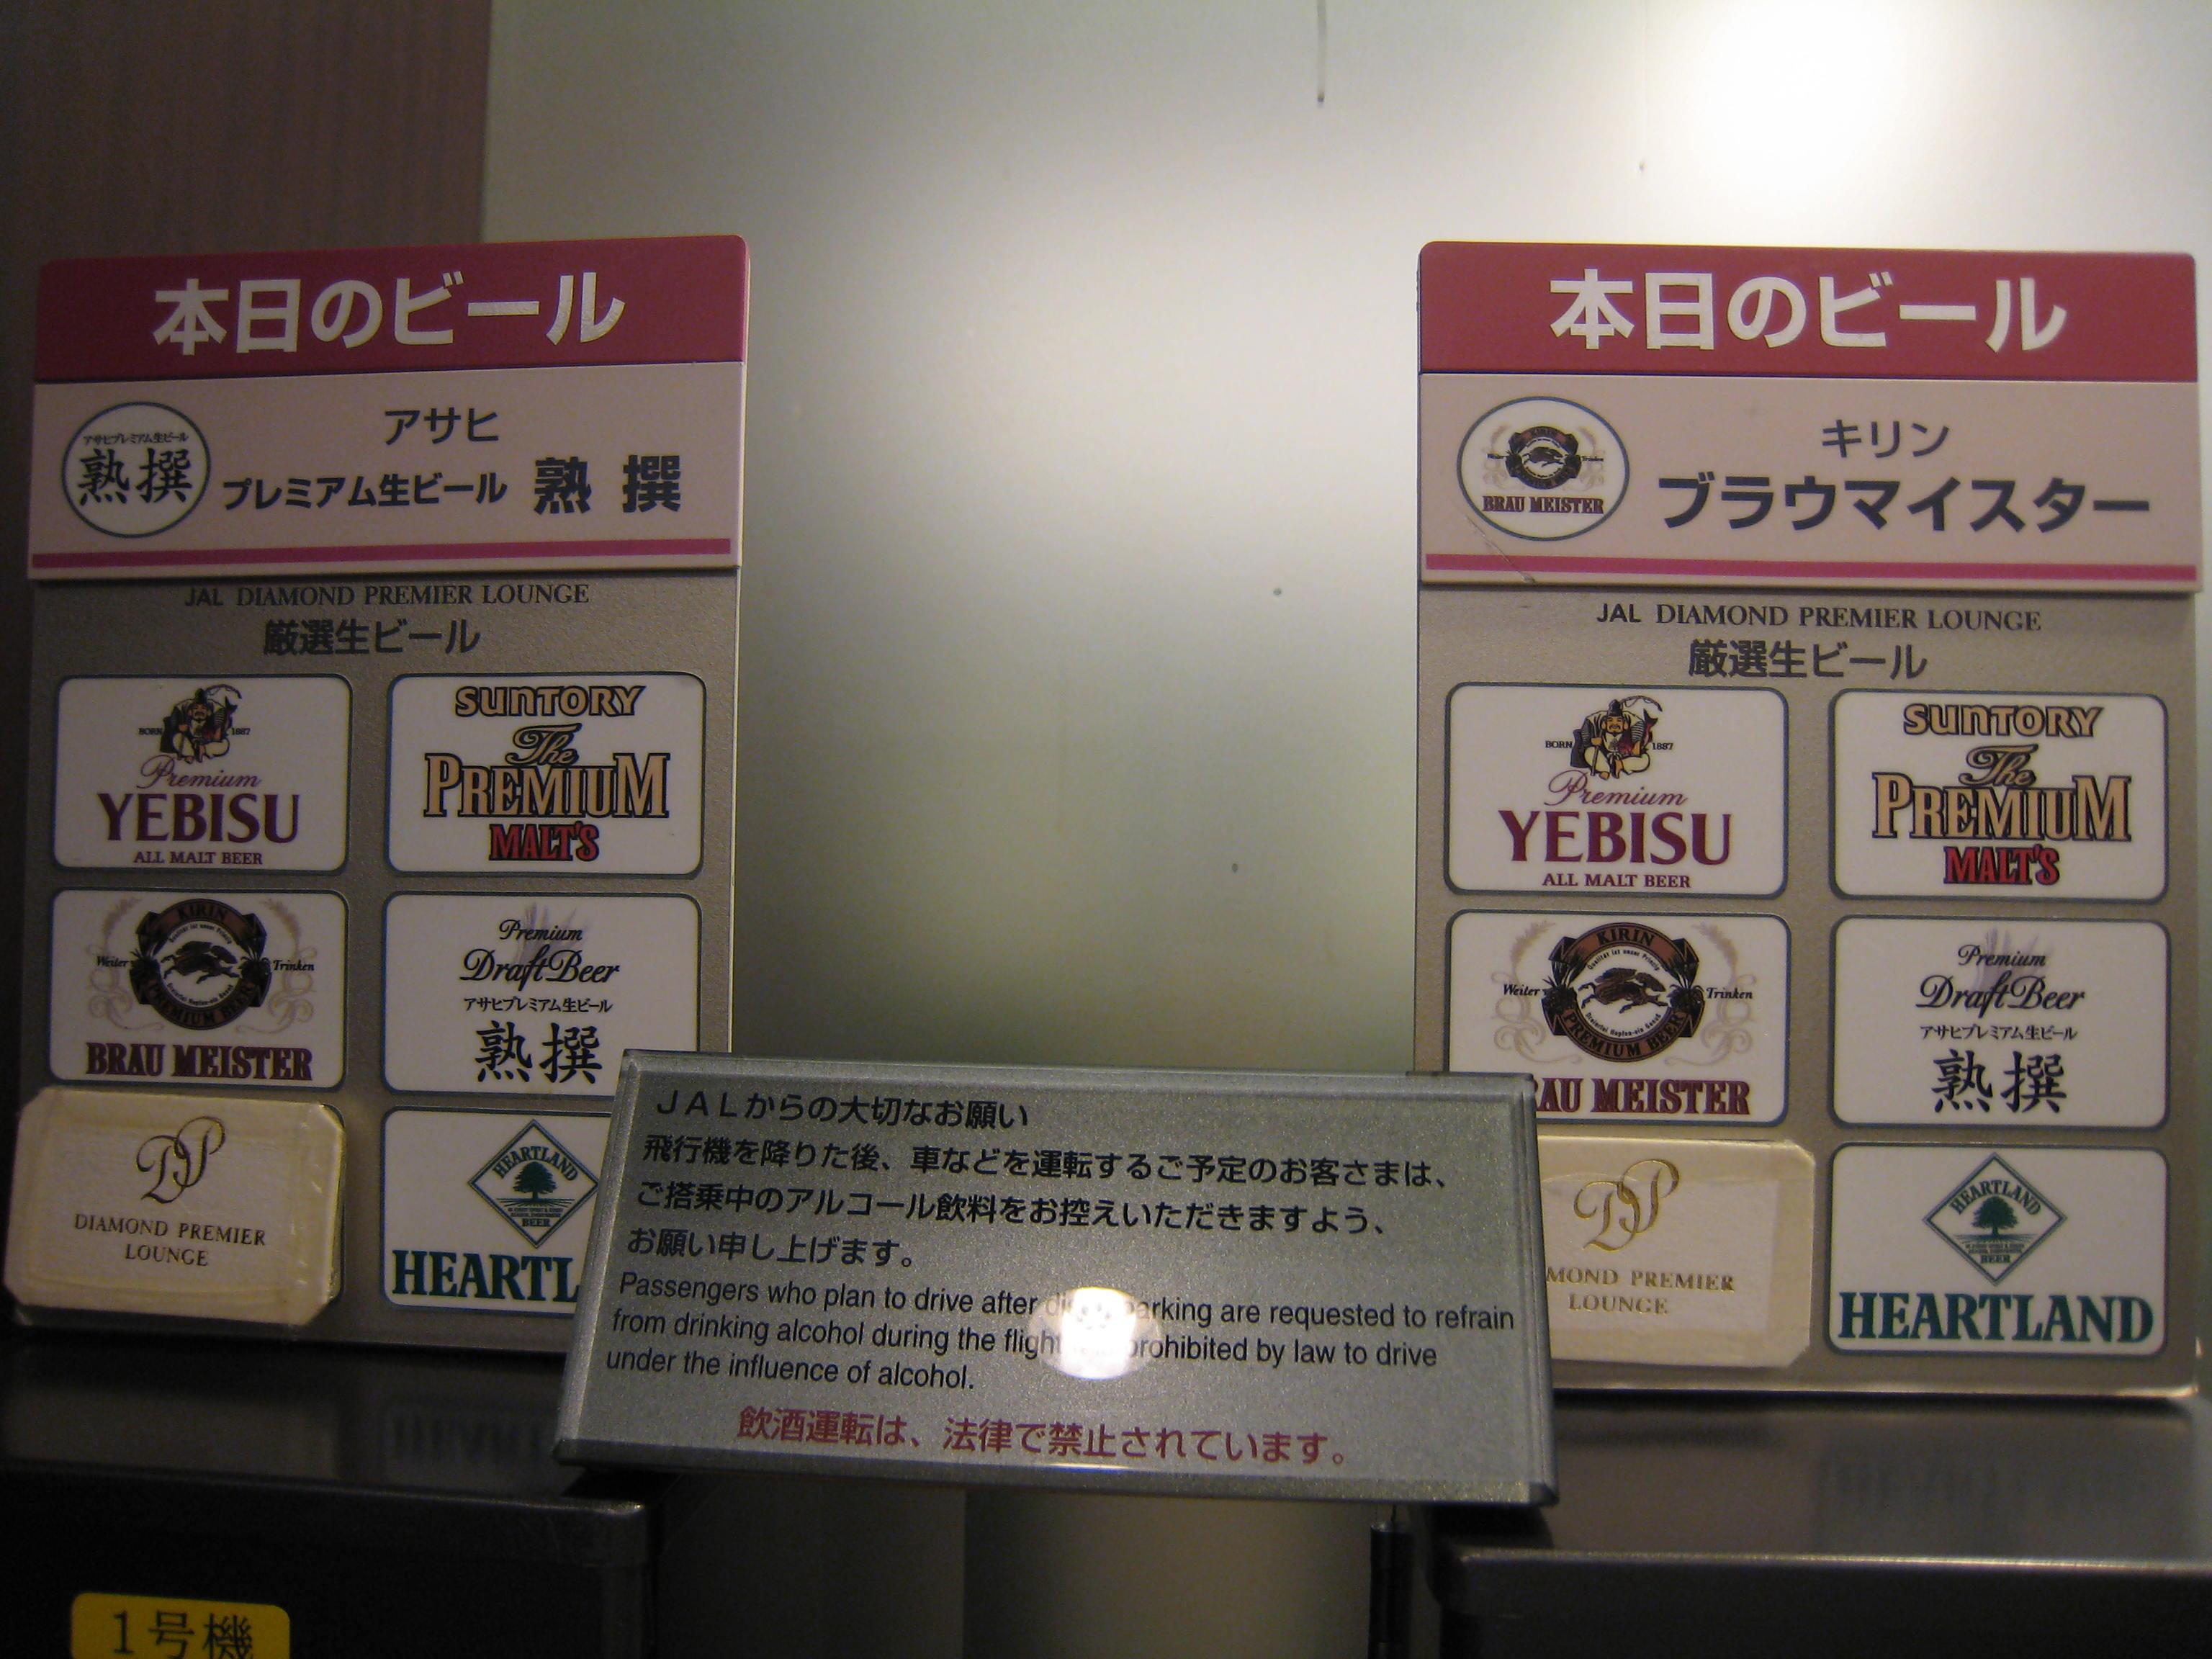 本日のビール
アサヒ
プレミアム生ビール 熟 撰
アサヒプレミアム生ビール
熟撰
JAL DIAMOND PREMIER LOUNGE
厳選生ビール
BORN 1887
Premium
YEBISU
ALL MALT BEER
SUNTORY
The
PREMIUM
MALT'S
KIRIN
Weiter Trinken
PREMIUM BEER
BRAU MEISTER
Premium
Draft Beer
アサヒプレミアム生ビール
熟撰
DP
DIAMOND PREMIER
LOUNGE
HEARTLAND
BEER
HEARTL
本日のビール
キリン
ブラウマイスター
BRAU MEISTER
JAL DIAMOND PREMIER LOUNGE
厳選生ビール
BORN 1887
Premium
YEBISU
ALL MALT BEER
SUNTORY
The
PREMIUM
MALT'S
KIRIN
Weiter Trinken
PREMIUM BEER
RAU MEISTER
Premium
Draft Beer
アサヒプレミアム生ビール
熟撰
DP
MOND PREMIER
LOUNGE
HEARTLAND
BEER
HEARTLAND
JALからの大切なお願い
飛行機を降りた後、車などを運転するご予定のお客さまは、
ご搭乗中のアルコール飲料をお控えいただきますよう、
お願い申し上げます。
Passengers who plan to drive after arking are requested to refrain
from drinking alcohol during the flight prohibited by law to drive
under the influence of alcohol.
飲酒運転は、法律で禁止されています。
1号機